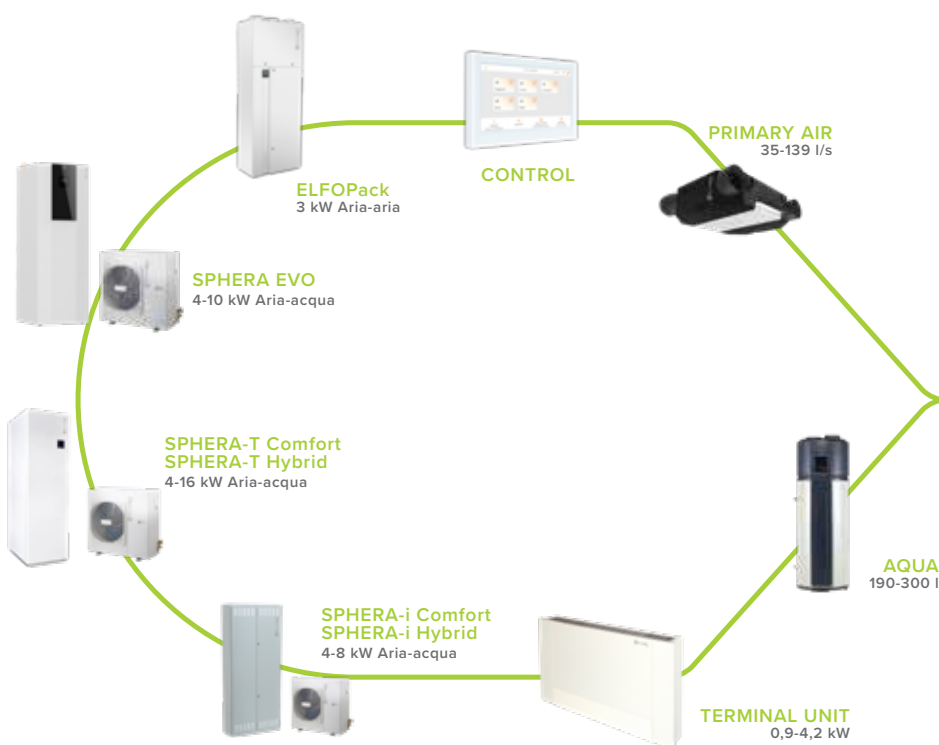 PRIMARY AIR
35-139 l/s
CONTROL
ELFOPack
3 kW Aria-aria
SPHERA EVO
4-10 kW Aria-acqua
SPHERA-T Comfort
SPHERA-T Hybrid
4-16 kW Aria-acqua
AQUA
190-300 l
SPHERA-i Comfort
SPHERA-i Hybrid
4-8 kW Aria-acqua
TERMINAL UNIT
0,9-4,2 kW